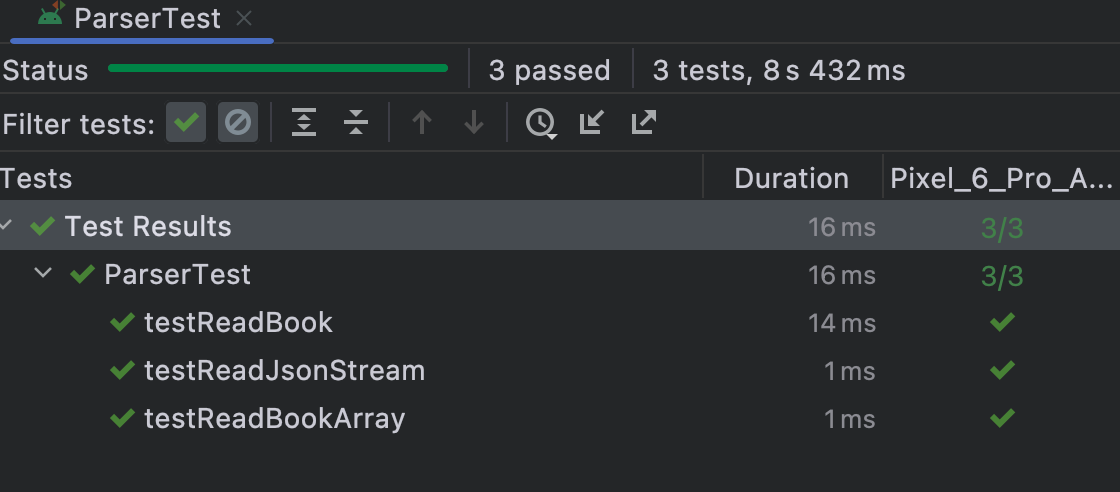 ParserTest
Status 3 passed 3 tests, 8 s 432 ms
Filter tests:
Tests Duration Pixel_6_Pro_A...
Test Results 16 ms 3/3
ParserTest 16 ms 3/3
testReadBook 14 ms
testReadJsonStream 1 ms
testReadBookArray 1 ms